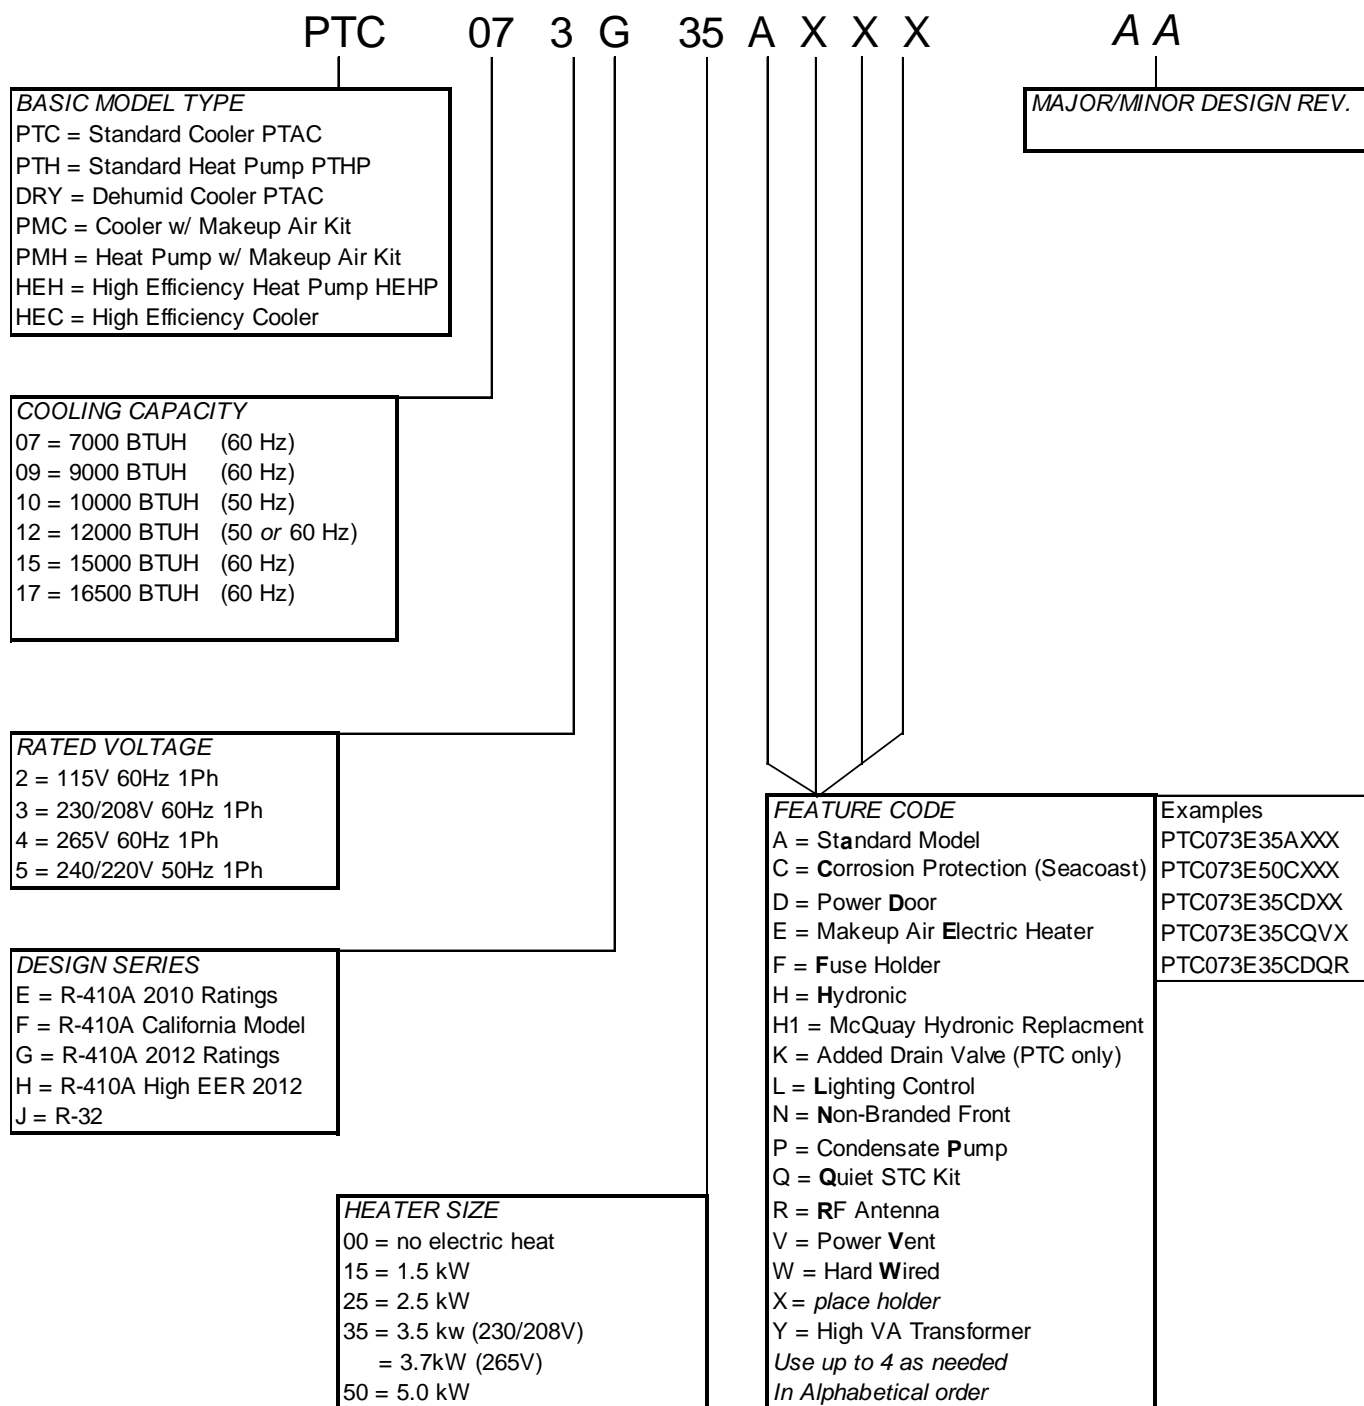 PTC 07 3 G 35 A X X X A A
BASIC MODEL TYPE
PTC = Standard Cooler PTAC
PTH = Standard Heat Pump PTHP
DRY = Dehumid Cooler PTAC
PMC = Cooler w/ Makeup Air Kit
PMH = Heat Pump w/ Makeup Air Kit
HEH = High Efficiency Heat Pump HEHP
HEC = High Efficiency Cooler
MAJOR/MINOR DESIGN REV.
COOLING CAPACITY
07 = 7000 BTUH (60 Hz)
09 = 9000 BTUH (60 Hz)
10 = 10000 BTUH (50 Hz)
12 = 12000 BTUH (50 or 60 Hz)
15 = 15000 BTUH (60 Hz)
17 = 16500 BTUH (60 Hz)
RATED VOLTAGE
2 = 115V 60Hz 1Ph
3 = 230/208V 60Hz 1Ph
4 = 265V 60Hz 1Ph
5 = 240/220V 50Hz 1Ph
DESIGN SERIES
E = R-410A 2010 Ratings
F = R-410A California Model
G = R-410A 2012 Ratings
H = R-410A High EER 2012
J = R-32
HEATER SIZE
00 = no electric heat
15 = 1.5 kW
25 = 2.5 kW
35 = 3.5 kw (230/208V)
= 3.7kW (265V)
50 = 5.0 kW
FEATURE CODE
A = Standard Model
C = Corrosion Protection (Seacoast)
D = Power Door
E = Makeup Air Electric Heater
F = Fuse Holder
H = Hydronic
H1 = McQuay Hydronic Replacment
K = Added Drain Valve (PTC only)
L = Lighting Control
N = Non-Branded Front
P = Condensate Pump
Q = Quiet STC Kit
R = RF Antenna
V = Power Vent
W = Hard Wired
X = place holder
Y = High VA Transformer
Use up to 4 as needed
In Alphabetical order
Examples
PTC073E35AXXX
PTC073E50CXXX
PTC073E35CDXX
PTC073E35CQVX
PTC073E35CDQR